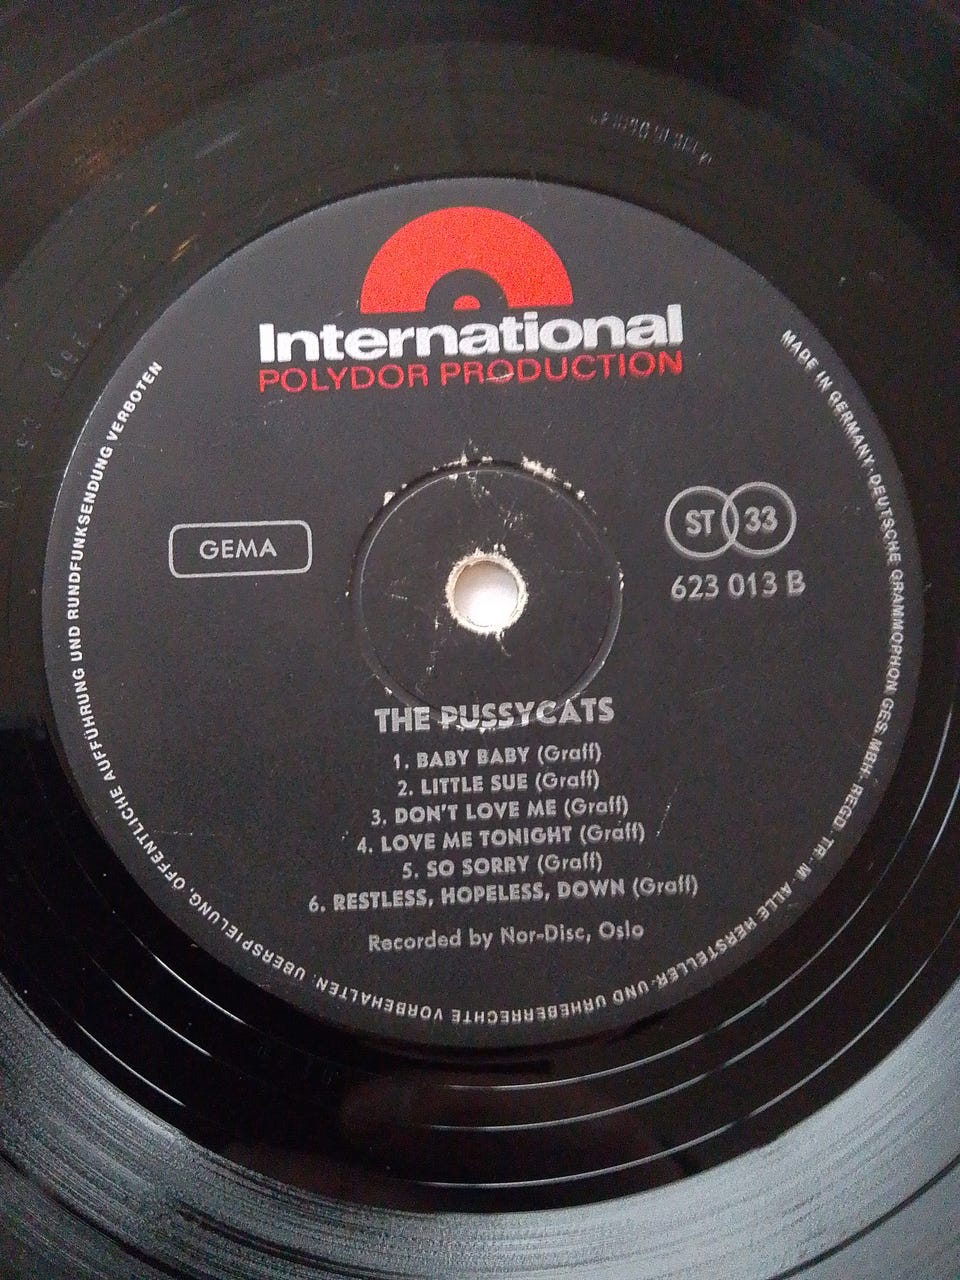 International
POLYDOR PRODUCTION
GEMA
ST 33
623 013 B
THE PUSSYCATS
1. BABY BABY (Graff)
2. LITTLE SUE (Graff)
3. DON'T LOVE ME (Graff)
4. LOVE ME TONIGHT (Graff)
5. SO SORRY (Graff)
6. RESTLESS, HOPELESS, DOWN (Graff)
Recorded by Nor-Disc, Oslo
MADE IN GERMANY · DEUTSCHE GRAMMOPHON GES. MBH. · REGD. TR. M. ALLE HERSTELLER- UND URHEBERRECHTE VORBEHALTEN. ÜBERSPIELUNG, ÖFFENTLICHE AUFFÜHRUNG UND RUNDFUNKSENDUNG VERBOTEN